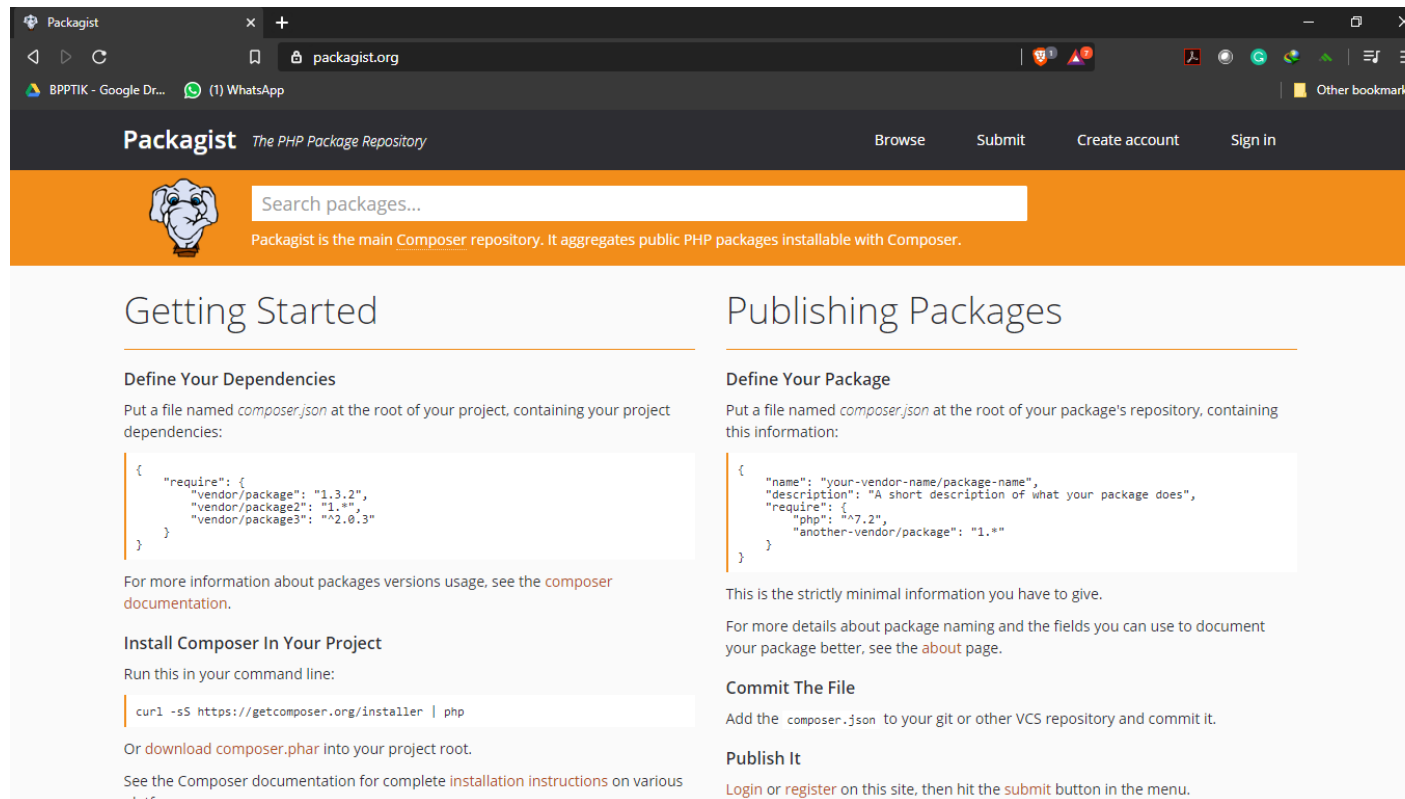 Packagist
packagist.org
1
7
BPPTIK - Google Dr...
(1) WhatsApp
Other bookmark
Packagist The PHP Package Repository
Browse
Submit
Create account
Sign in
Search packages...
Packagist is the main Composer repository. It aggregates public PHP packages installable with Composer.
Getting Started
Define Your Dependencies
Put a file named composer.json at the root of your project, containing your project
dependencies:
{
"require": {
"vendor/package": "1.3.2",
"vendor/package2": "1.*",
"vendor/package3": "^2.0.3"
}
}
For more information about packages versions usage, see the composer
documentation.
Install Composer In Your Project
Run this in your command line:
curl -sS https://getcomposer.org/installer | php
Or download composer.phar into your project root.
See the Composer documentation for complete installation instructions on various
Publishing Packages
Define Your Package
Put a file named composer.json at the root of your package's repository, containing
this information:
{
"name": "your-vendor-name/package-name",
"description": "A short description of what your package does",
"require": {
"php": "^7.2",
"another-vendor/package": "1.*"
}
}
This is the strictly minimal information you have to give.
For more details about package naming and the fields you can use to document
your package better, see the about page.
Commit The File
Add the composer.json to your git or other VCS repository and commit it.
Publish It
Login or register on this site, then hit the submit button in the menu.